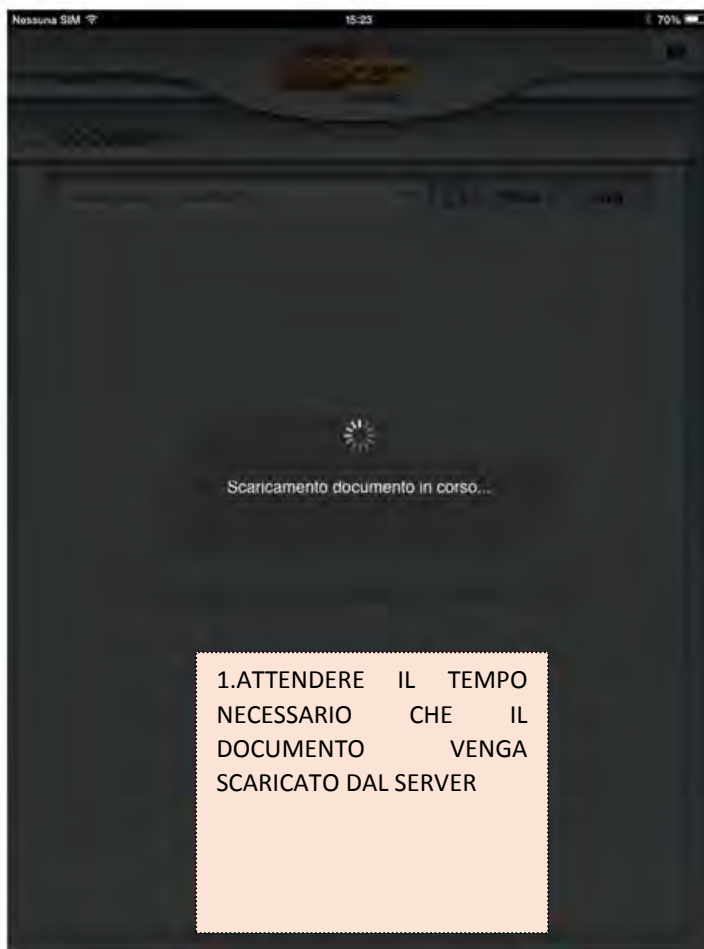 Nessuna SIM 15:23 70%
Scaricamento documento in corso...
1.ATTENDERE IL TEMPO
NECESSARIO CHE IL
DOCUMENTO VENGA
SCARICATO DAL SERVER